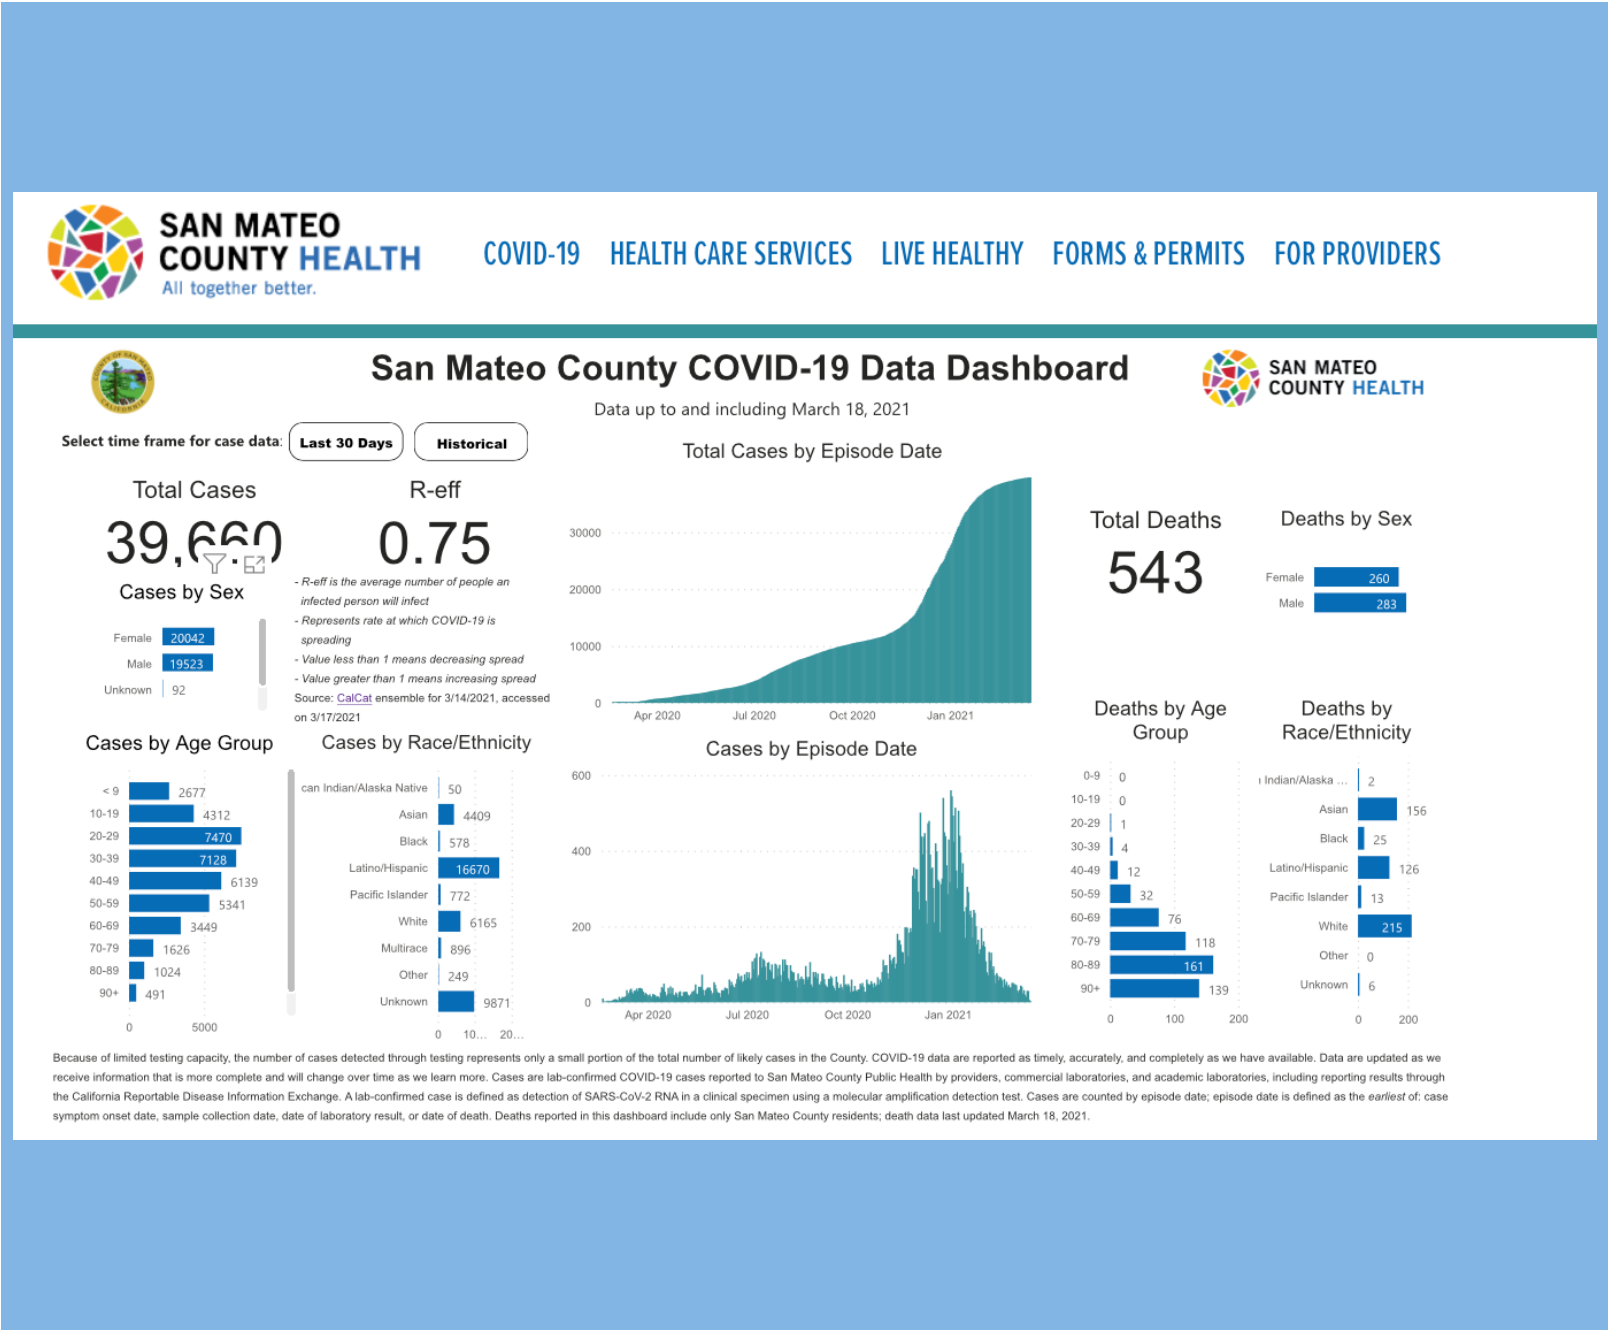 SAN MATEO
COUNTY HEALTH
All together better.
COVID-19 HEALTH CARE SERVICES LIVE HEALTHY FORMS & PERMITS FOR PROVIDERS
COUNTY OF SAN MATEO
CALIFORNIA
San Mateo County COVID-19 Data Dashboard
Data up to and including March 18, 2021
SAN MATEO
COUNTY HEALTH
Select time frame for case data: Last 30 Days Historical
Total Cases
39,660
Cases by Sex
Female 20042
Male 19523
Unknown 92
R-eff
0.75
- R-eff is the average number of people an
infected person will infect
- Represents rate at which COVID-19 is
spreading
- Value less than 1 means decreasing spread
- Value greater than 1 means increasing spread
Source: CalCat ensemble for 3/14/2021, accessed
on 3/17/2021
Total Cases by Episode Date
30000
20000
10000
0
Apr 2020 Jul 2020 Oct 2020 Jan 2021
Total Deaths
543
Deaths by Sex
Female 260
Male 283
Cases by Age Group
< 9 2677
10-19 4312
20-29 7470
30-39 7128
40-49 6139
50-59 5341
60-69 3449
70-79 1626
80-89 1024
90+ 491
0 5000
Cases by Race/Ethnicity
can Indian/Alaska Native 50
Asian 4409
Black 578
Latino/Hispanic 16670
Pacific Islander 772
White 6165
Multirace 896
Other 249
Unknown 9871
0 10... 20...
Cases by Episode Date
600
400
200
0
Apr 2020 Jul 2020 Oct 2020 Jan 2021
Deaths by Age
Group
0-9 0
10-19 0
20-29 1
30-39 4
40-49 12
50-59 32
60-69 76
70-79 118
80-89 161
90+ 139
0 100 200
Deaths by
Race/Ethnicity
Indian/Alaska ... 2
Asian 156
Black 25
Latino/Hispanic 126
Pacific Islander 13
White 215
Other 0
Unknown 6
0 200
Because of limited testing capacity, the number of cases detected through testing represents only a small portion of the total number of likely cases in the County. COVID-19 data are reported as timely, accurately, and completely as we have available. Data are updated as we
receive information that is more complete and will change over time as we learn more. Cases are lab-confirmed COVID-19 cases reported to San Mateo County Public Health by providers, commercial laboratories, and academic laboratories, including reporting results through
the California Reportable Disease Information Exchange. A lab-confirmed case is defined as detection of SARS-CoV-2 RNA in a clinical specimen using a molecular amplification detection test. Cases are counted by episode date; episode date is defined as the earliest of: case
symptom onset date, sample collection date, date of laboratory result, or date of death. Deaths reported in this dashboard include only San Mateo County residents; death data last updated March 18, 2021.